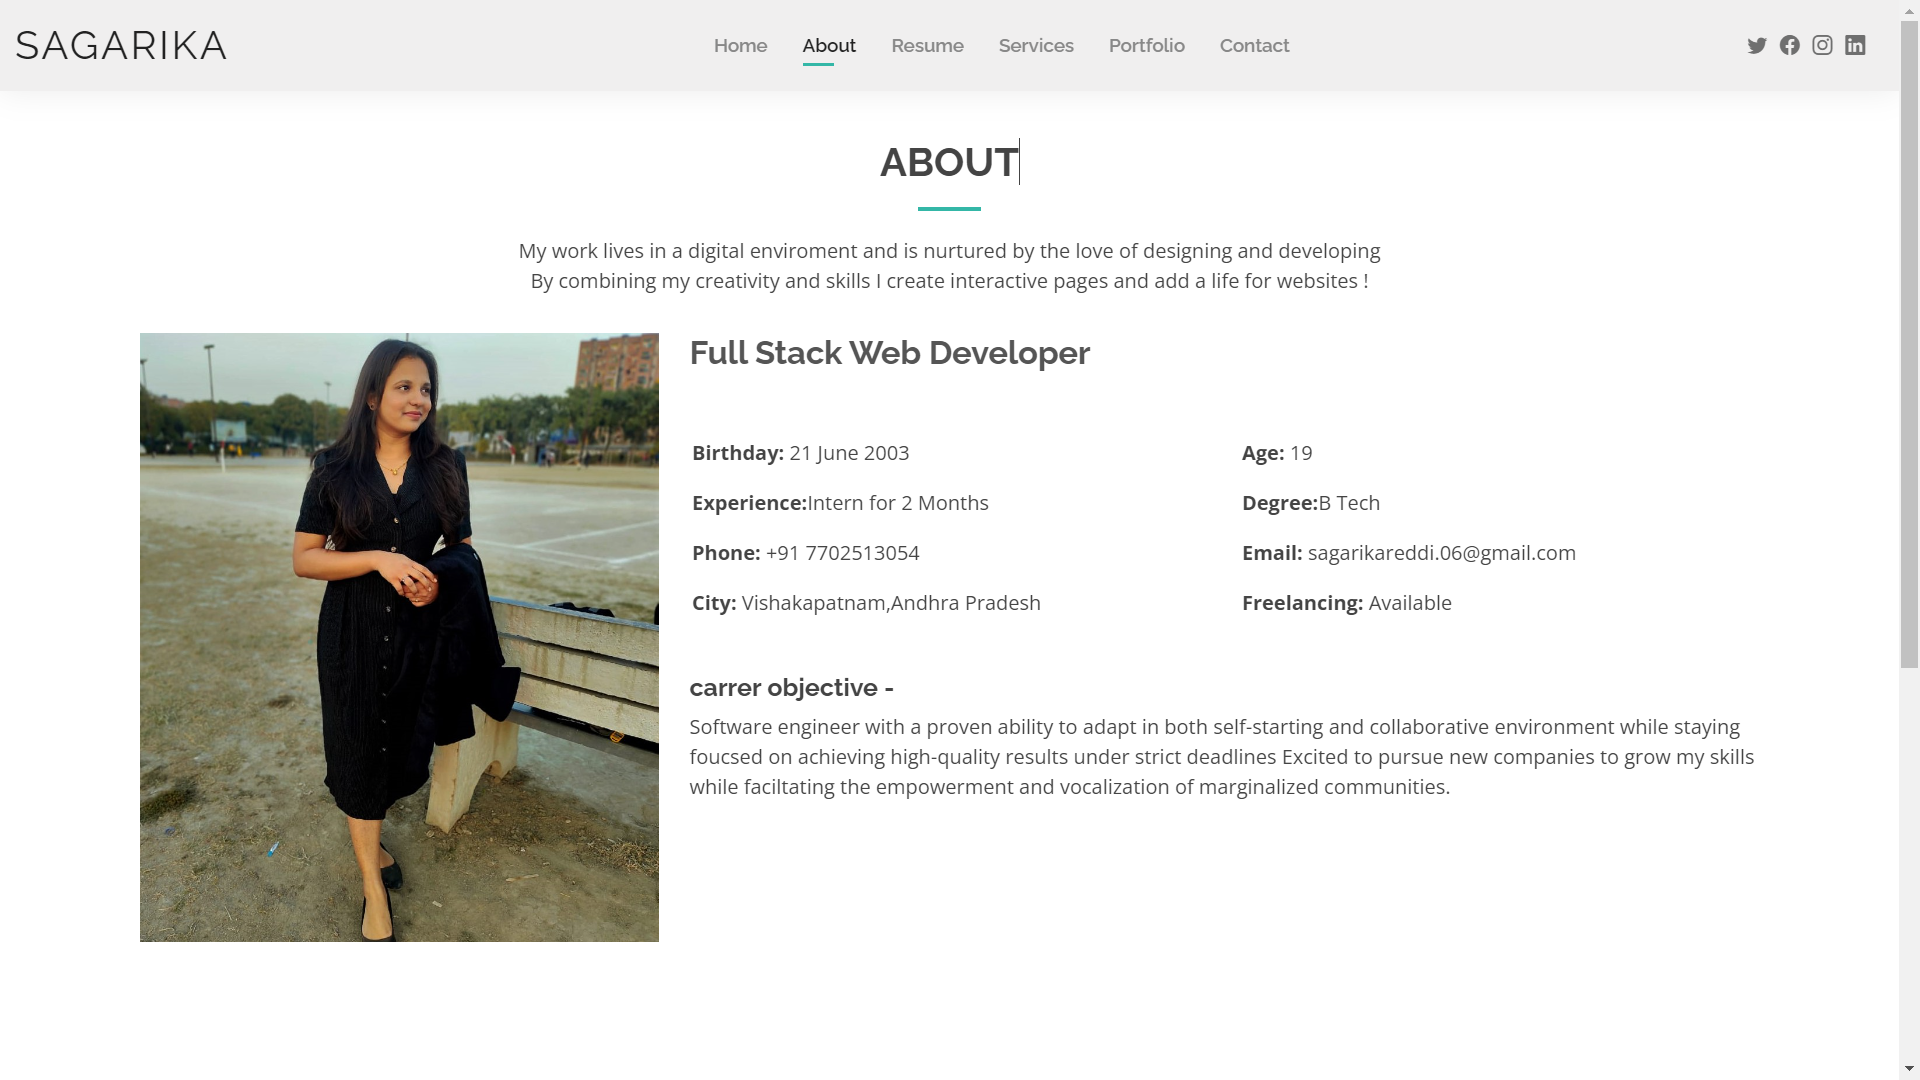 SAGARIKA
Home About Resume Services Portfolio Contact
ABOUT
My work lives in a digital enviroment and is nurtured by the love of designing and developing
By combining my creativity and skills I create interactive pages and add a life for websites !
Full Stack Web Developer
Birthday: 21 June 2003
Age: 19
Experience:Intern for 2 Months
Degree:B Tech
Phone: +91 7702513054
Email: sagarikareddi.06@gmail.com
City: Vishakapatnam,Andhra Pradesh
Freelancing: Available
carrer objective -
Software engineer with a proven ability to adapt in both self-starting and collaborative environment while staying
foucsed on achieving high-quality results under strict deadlines Excited to pursue new companies to grow my skills
while faciltating the empowerment and vocalization of marginalized communities.